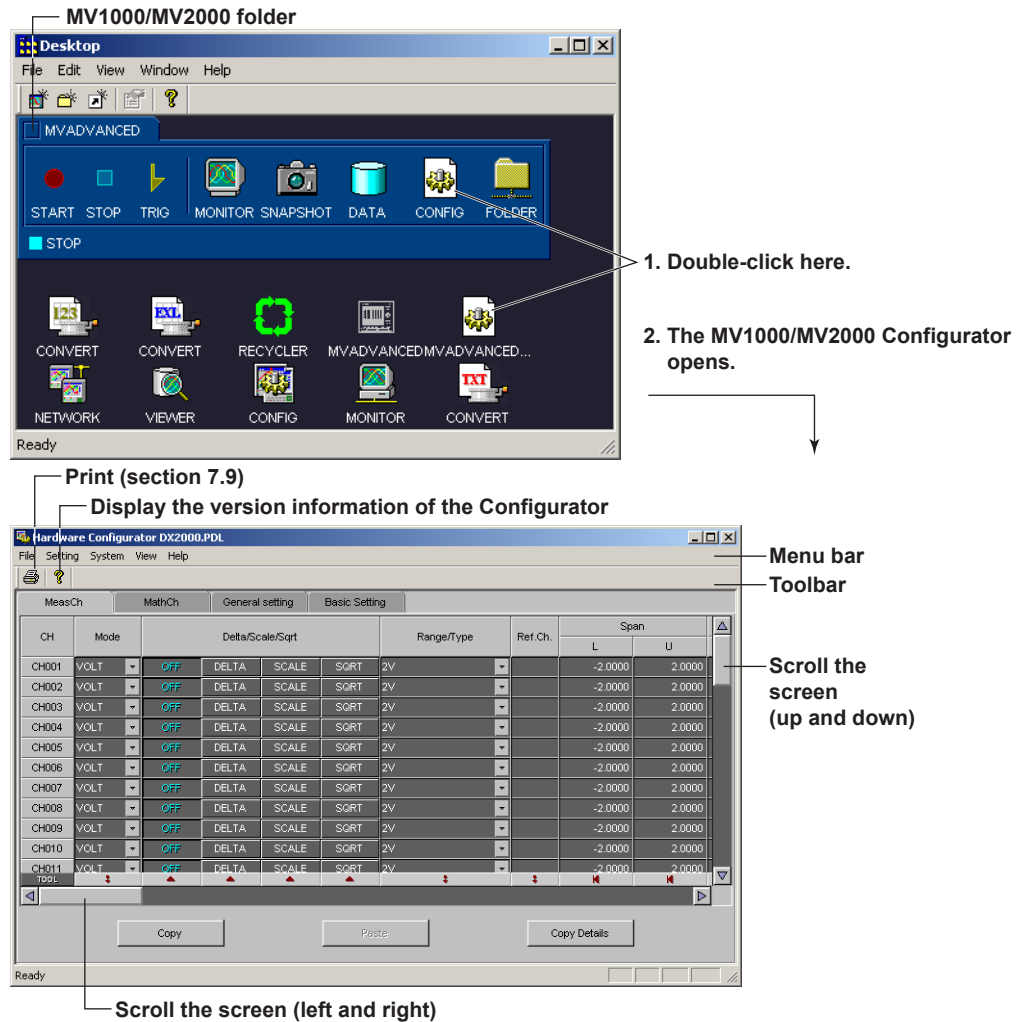 MV1000/MV2000 folder
Desktop
File Edit View Window Help
MVADVANCED
START STOP TRIG MONITOR SNAPSHOT DATA CONFIG FOLDER
STOP
1. Double-click here.
123 EXL
CONVERT CONVERT RECYCLER MVADVANCED MVADVANCED...
2. The MV1000/MV2000 Configurator
opens.
TXT
NETWORK VIEWER CONFIG MONITOR CONVERT
Ready
Print (section 7.9)
Display the version information of the Configurator
Hardware Configurator DX2000.PDL
File Setting System View Help
Menu bar
Toolbar
MeasCh MathCh General setting Basic Setting
CH Mode Delta/Scale/Sqrt Range/Type Ref.Ch. Span
L U
CH001 VOLT OFF DELTA SCALE SQRT 2V -2.0000 2.0000
Scroll the
screen
(up and down)
CH002 VOLT OFF DELTA SCALE SQRT 2V -2.0000 2.0000
CH003 VOLT OFF DELTA SCALE SQRT 2V -2.0000 2.0000
CH004 VOLT OFF DELTA SCALE SQRT 2V -2.0000 2.0000
CH005 VOLT OFF DELTA SCALE SQRT 2V -2.0000 2.0000
CH006 VOLT OFF DELTA SCALE SQRT 2V -2.0000 2.0000
CH007 VOLT OFF DELTA SCALE SQRT 2V -2.0000 2.0000
CH008 VOLT OFF DELTA SCALE SQRT 2V -2.0000 2.0000
CH009 VOLT OFF DELTA SCALE SQRT 2V -2.0000 2.0000
CH010 VOLT OFF DELTA SCALE SQRT 2V -2.0000 2.0000
CH011 VOLT OFF DELTA SCALE SQRT 2V -2.0000 2.0000
TOOL
Copy Paste Copy Details
Ready
Scroll the screen (left and right)